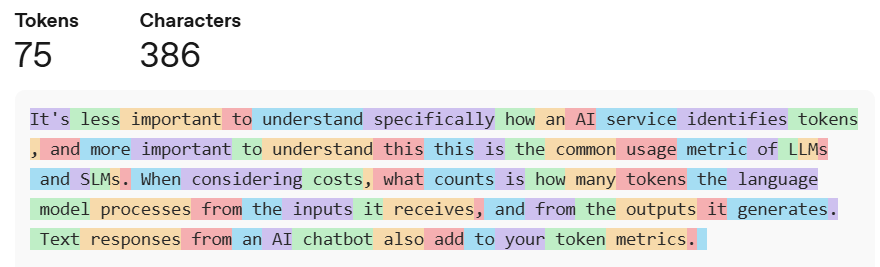 Tokens Characters
75 386
It's less important to understand specifically how an AI service identifies tokens
, and more important to understand this this is the common usage metric of LLMs
and SLMs. When considering costs, what counts is how many tokens the language
model processes from the inputs it receives, and from the outputs it generates.
Text responses from an AI chatbot also add to your token metrics.